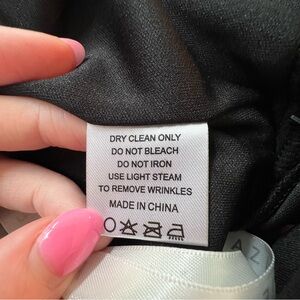 DRY CLEAN ONLY
DO NOT BLEACH
DO NOT IRON
USE LIGHT STEAM
TO REMOVE WRINKLES
MADE IN CHINA